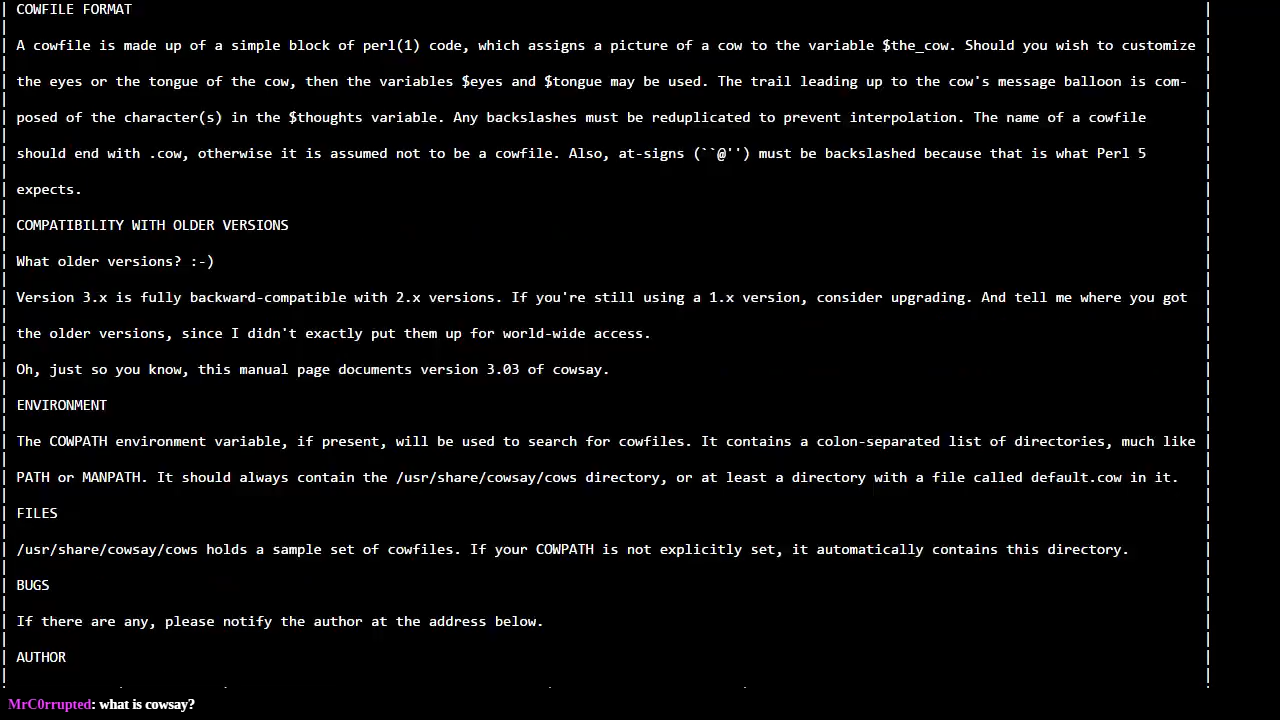 | COWFILE FORMAT |
| A cowfile is made up of a simple block of perl(1) code, which assigns a picture of a cow to the variable $the_cow. Should you wish to customize |
| the eyes or the tongue of the cow, then the variables $eyes and $tongue may be used. The trail leading up to the cow's message balloon is com- |
| posed of the character(s) in the $thoughts variable. Any backslashes must be reduplicated to prevent interpolation. The name of a cowfile |
| should end with .cow, otherwise it is assumed not to be a cowfile. Also, at-signs (``@'') must be backslashed because that is what Perl 5 |
| expects. |
| COMPATIBILITY WITH OLDER VERSIONS |
| What older versions? :-) |
| Version 3.x is fully backward-compatible with 2.x versions. If you're still using a 1.x version, consider upgrading. And tell me where you got |
| the older versions, since I didn't exactly put them up for world-wide access. |
| Oh, just so you know, this manual page documents version 3.03 of cowsay. |
| ENVIRONMENT |
| The COWPATH environment variable, if present, will be used to search for cowfiles. It contains a colon-separated list of directories, much like |
| PATH or MANPATH. It should always contain the /usr/share/cowsay/cows directory, or at least a directory with a file called default.cow in it. |
| FILES |
| /usr/share/cowsay/cows holds a sample set of cowfiles. If your COWPATH is not explicitly set, it automatically contains this directory. |
| BUGS |
| If there are any, please notify the author at the address below. |
| AUTHOR |
MrC0rrupted: what is cowsay?